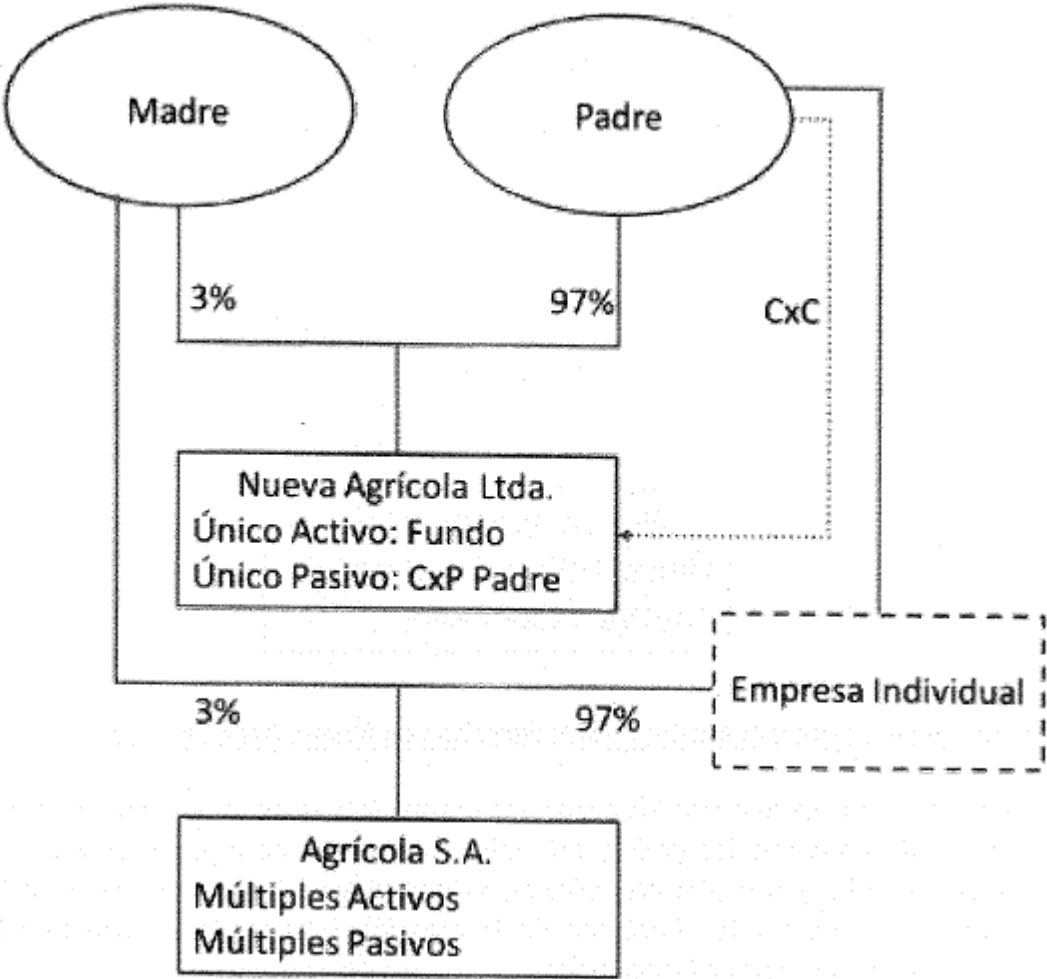 Madre
Padre
3%
97%
CxC
Nueva Agrícola Ltda.
Único Activo: Fundo
Único Pasivo: CxP Padre
Empresa Individual
3%
97%
Agrícola S.A.
Múltiples Activos
Múltiples Pasivos